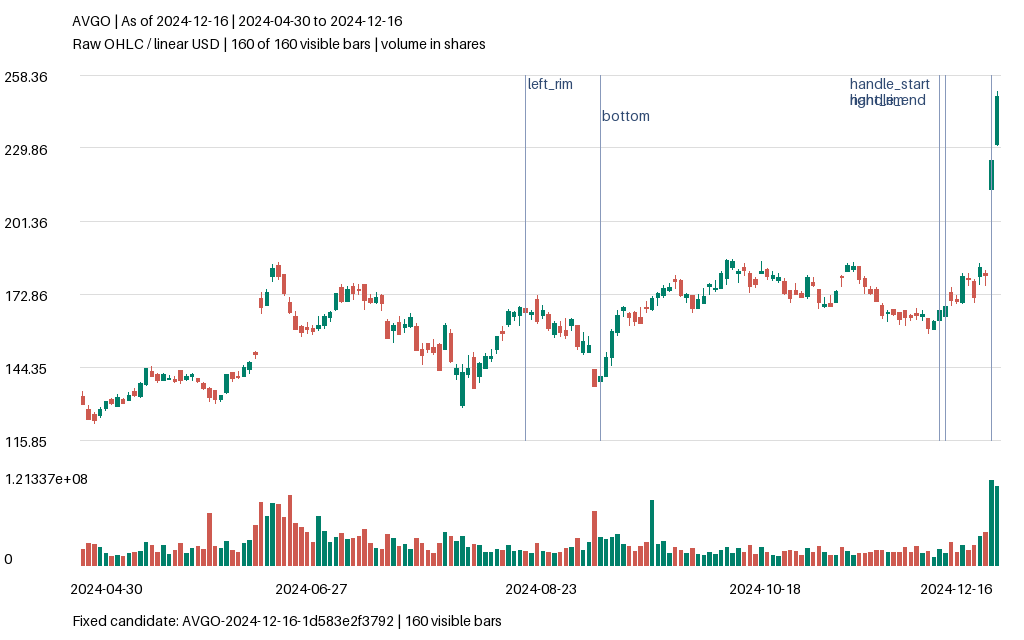 AVGO | As of 2024-12-16 | 2024-04-30 to 2024-12-16
Raw OHLC / linear USD | 160 of 160 visible bars | volume in shares
258.36
left_rim
handle_start
bottom
229.86
201.36
172.86
144.35
115.85
1.21337e+08
0
2024-04-30
2024-06-27
2024-08-23
2024-10-18
2024-12-16
Fixed candidate: AVGO-2024-12-16-1d583e2f3792 | 160 visible bars